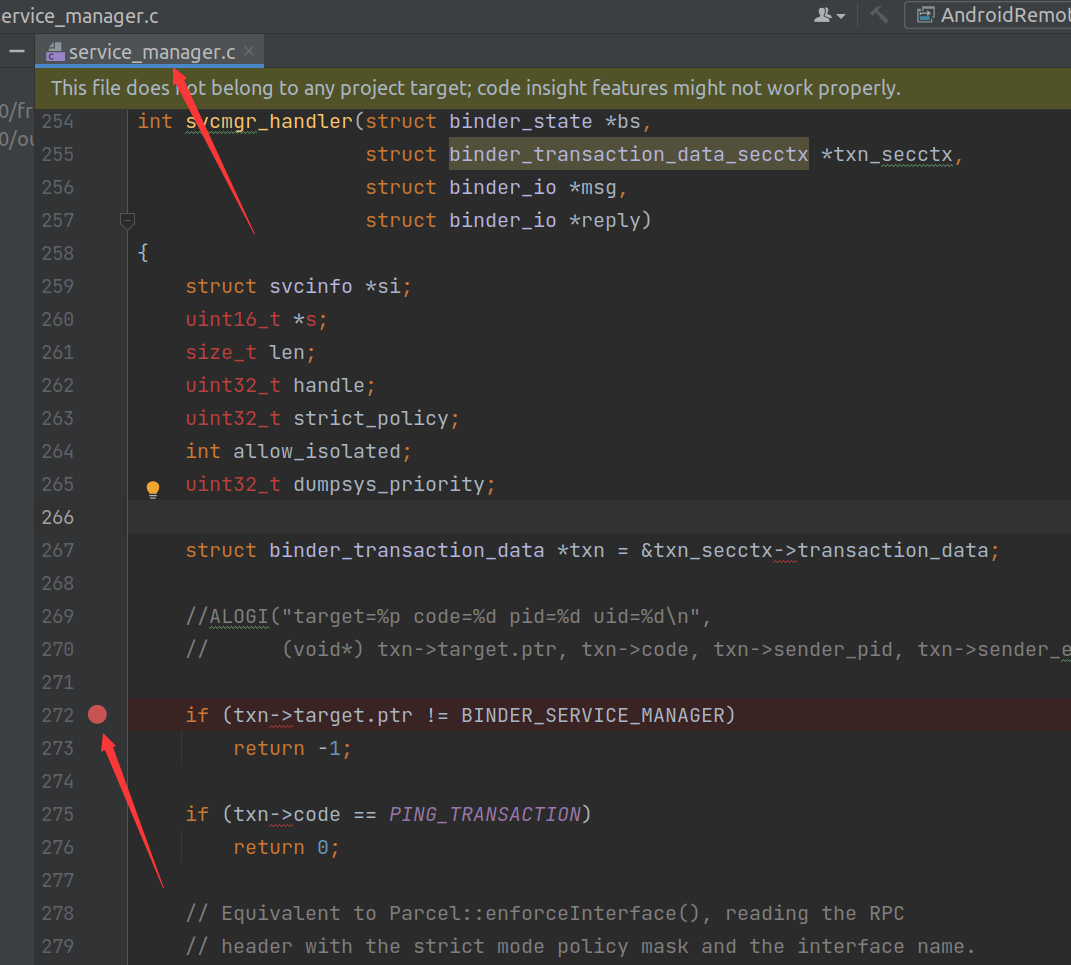 ervice_manager.c
AndroidRemot
service_manager.c
This file does not belong to any project target; code insight features might not work properly.
0/fr
0/ou
254 int svcmgr_handler(struct binder_state *bs,
255 struct binder_transaction_data_secctx *txn_secctx,
256 struct binder_io *msg,
257 struct binder_io *reply)
258 {
259 struct svcinfo *si;
260 uint16_t *s;
261 size_t len;
262 uint32_t handle;
263 uint32_t strict_policy;
264 int allow_isolated;
265 uint32_t dumpsys_priority;
266
267 struct binder_transaction_data *txn = &txn_secctx->transaction_data;
268
269 //ALOGI("target=%p code=%d pid=%d uid=%d\n",
270 // (void*) txn->target.ptr, txn->code, txn->sender_pid, txn->sender_e
271
272 if (txn->target.ptr != BINDER_SERVICE_MANAGER)
273 return -1;
274
275 if (txn->code == PING_TRANSACTION)
276 return 0;
277
278 // Equivalent to Parcel::enforceInterface(), reading the RPC
279 // header with the strict mode policy mask and the interface name.